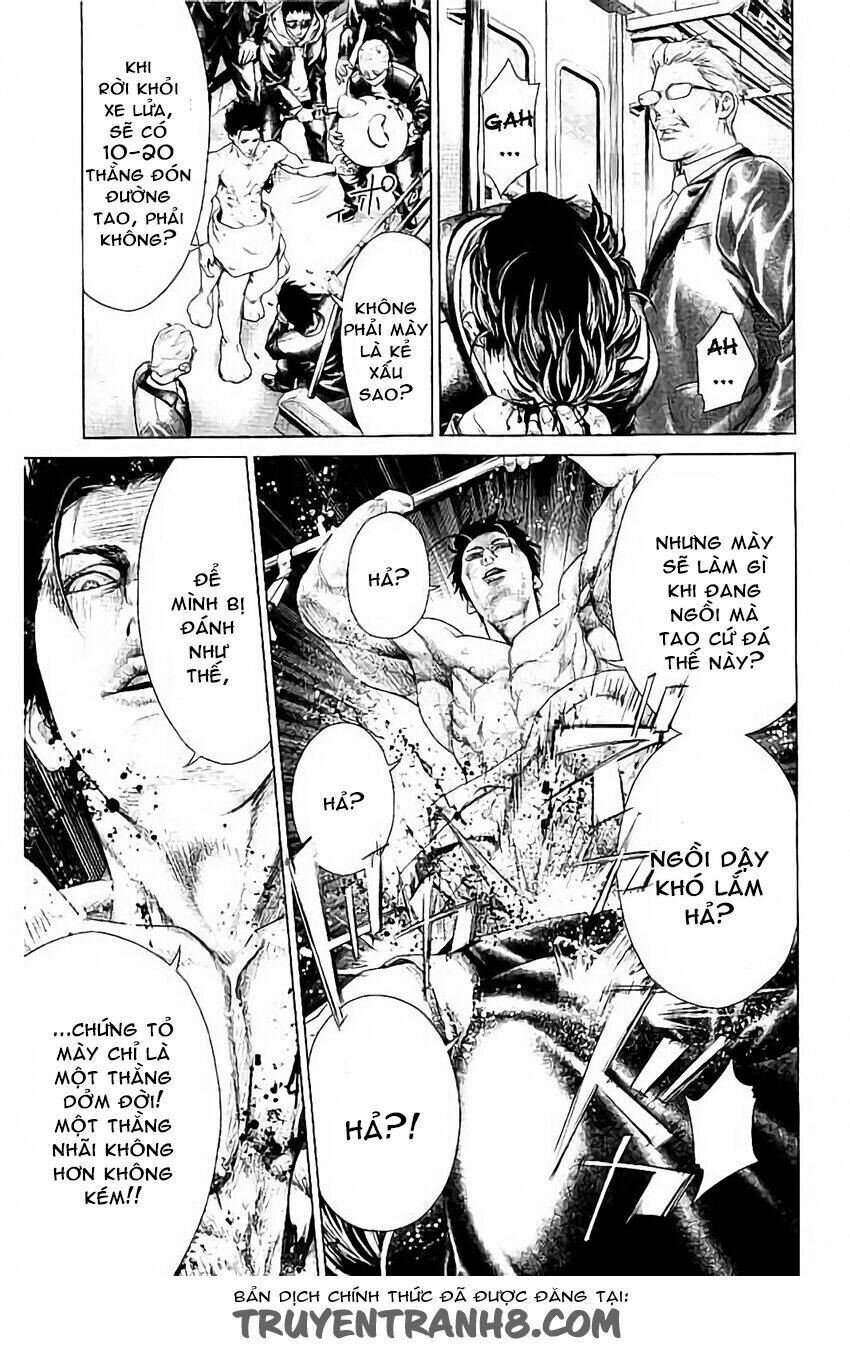 GAH
...
AH
...
KHI
RỜI KHỎI
XE LỬA,
SẼ CÓ
10-20
THẰNG ĐÓN
ĐƯỜNG
TAO, PHẢI
KHÔNG?
KHÔNG
PHẢI MÀY
LÀ KẺ
XẤU
SAO?
NHƯNG MÀY
SẼ LÀM GÌ
KHI ĐANG
NGỒI MÀ
TAO CỨ ĐÁ
THẾ NÀY?
HẢ?
NGỒI DẬY
KHÓ LẮM
HẢ?
HẢ?
HẢ?!
ĐỂ
MÌNH BỊ
ĐÁNH
NHƯ
THẾ,
...CHỨNG TỎ
MÀY CHỈ LÀ
MỘT THẰNG
DỞM ĐỜI!
MỘT THẰNG
NHÃI KHÔNG
HƠN KHÔNG
KÉM!!
BẢN DỊCH CHÍNH THỨC ĐÃ ĐƯỢC ĐĂNG TẠI:
TRUYENTRANH8.COM